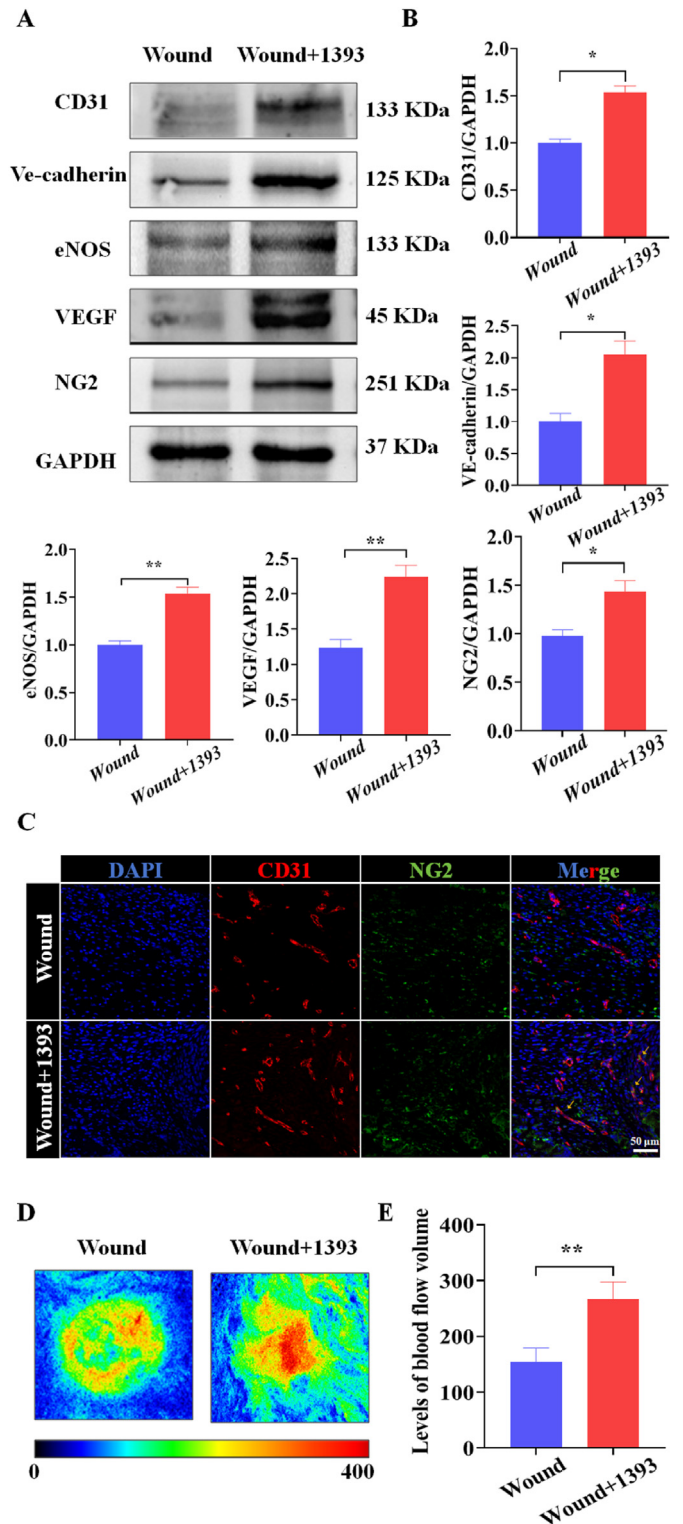 A
Wound Wound+1393
CD31 133 KDa
Ve-cadherin 125 KDa
eNOS 133 KDa
VEGF 45 KDa
NG2 251 KDa
GAPDH 37 KDa
B
CD31/GAPDH
2.0
1.5
1.0
0.5
0.0
*
Wound
Wound+1393
VE-cadherin/GAPDH
2.5
2.0
1.5
1.0
0.5
0.0
*
Wound
Wound+1393
eNOS/GAPDH
2.0
1.5
1.0
0.5
0.0
**
Wound
Wound+1393
VEGF/GAPDH
2.5
2.0
1.5
1.0
0.5
0.0
**
Wound
Wound+1393
NG2/GAPDH
2.0
1.5
1.0
0.5
0.0
*
Wound
Wound+1393
C
DAPI CD31 NG2 Merge
Wound
Wound+1393
50 μm
D
Wound Wound+1393
0 400
E
Levels of blood flow volume
400
300
200
150
100
0
**
Wound
Wound+1393